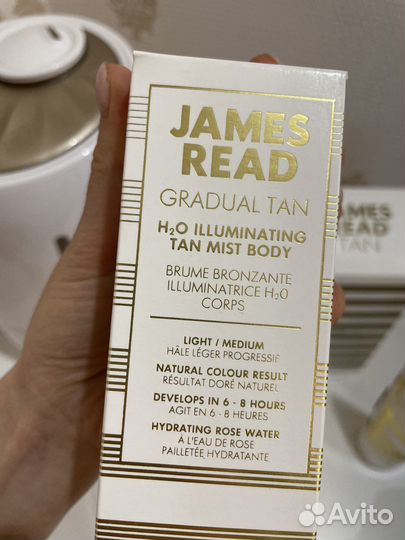 JAMES
READ
GRADUAL TAN
H₂O ILLUMINATING
TAN MIST BODY
BRUME BRONZANTE
ILLUMINATRICE H₂0
CORPS
LIGHT / MEDIUM
HÂLE LÉGER PROGRESSIF
NATURAL COLOUR RESULT
RÉSULTAT DORÉ NATUREL
DEVELOPS IN 6 - 8 HOURS
AGIT EN 6 - 8 HEURES
HYDRATING ROSE WATER
À L'EAU DE ROSE
PAILLETÉE, HYDRATANTE
JAMES
READ
TAN
Avito